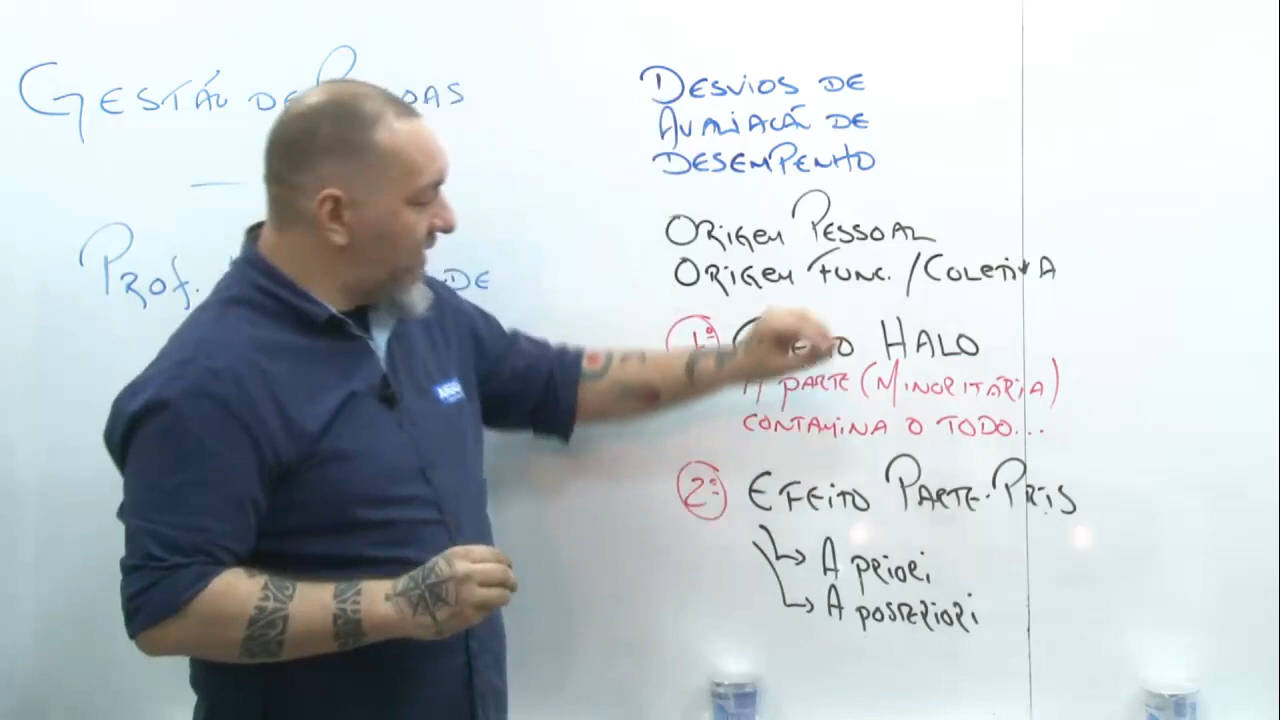 GESTÃO DE
PROF. DE
DESVIOS DE
AVALIAÇÃO DE
DESEMPENHO
ORIGEM PESSOAL
ORIGEM FUNC. / COLETIVA
1º HALO
A PARTE (MINORITÁRIA)
CONTAMINA O TODO...
2º EFEITO PARTE-PRIS
A PRIORI
A POSTERIORI